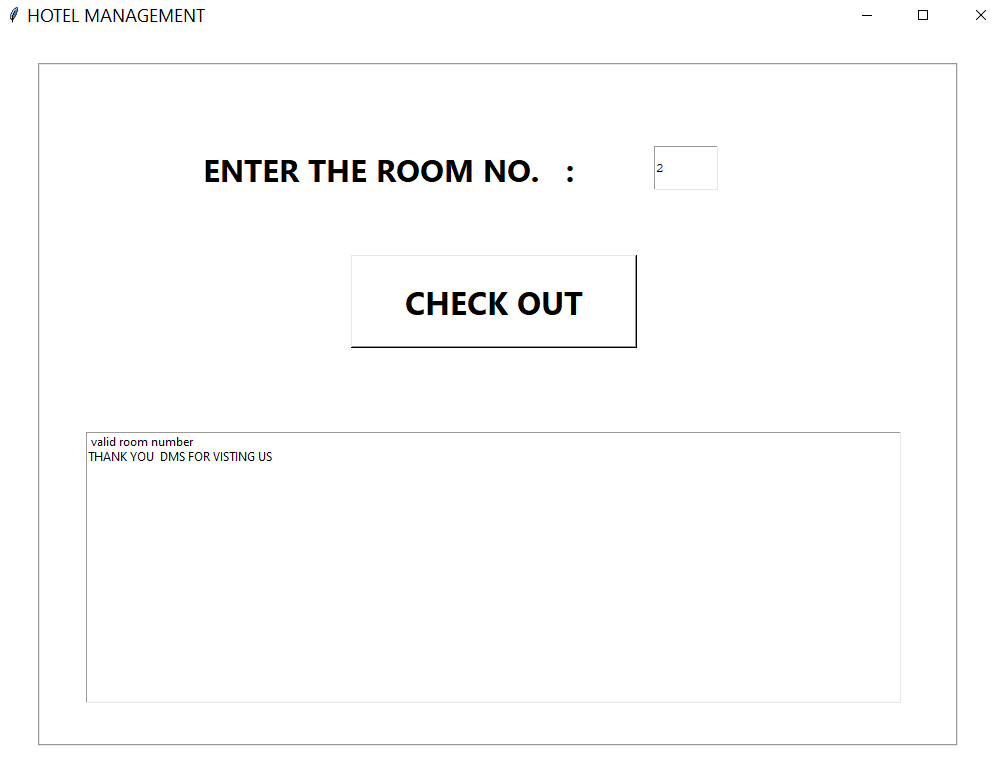 HOTEL MANAGEMENT
ENTER THE ROOM NO. :
2
CHECK OUT
valid room number
THANK YOU DMS FOR VISTING US